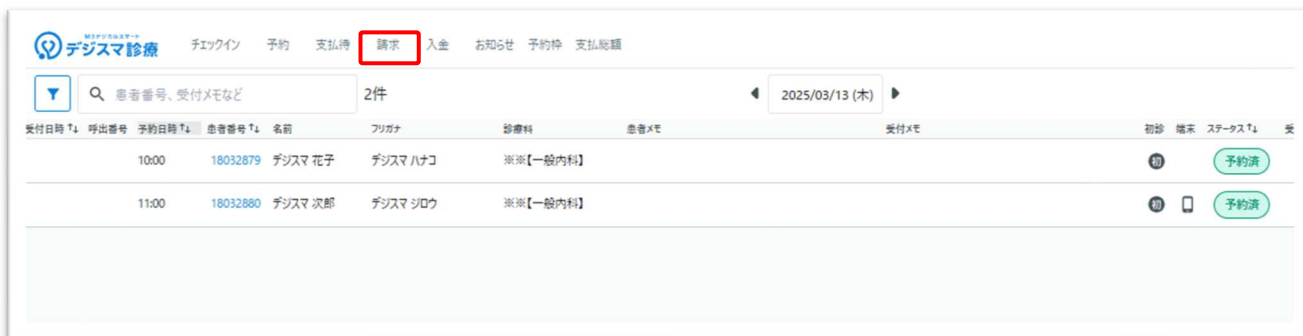 M3デジカルスマート
デジスマ診療 チェックイン 予約 支払待 請求 入金 お知らせ 予約枠 支払総額
患者番号、受付メモなど 2件 2025/03/13 (木)
受付日時↑↓ 呼出番号 予約日時↑↓ 患者番号↑↓ 名前 フリガナ 診療科 患者メモ 受付メモ 初診 端末 ステータス↑↓ 受
10:00 18032879 デジスマ 花子 デジスマ ハナコ ※※【一般内科】 初 予約済
11:00 18032880 デジスマ 次郎 デジスマ ジロウ ※※【一般内科】 初 予約済